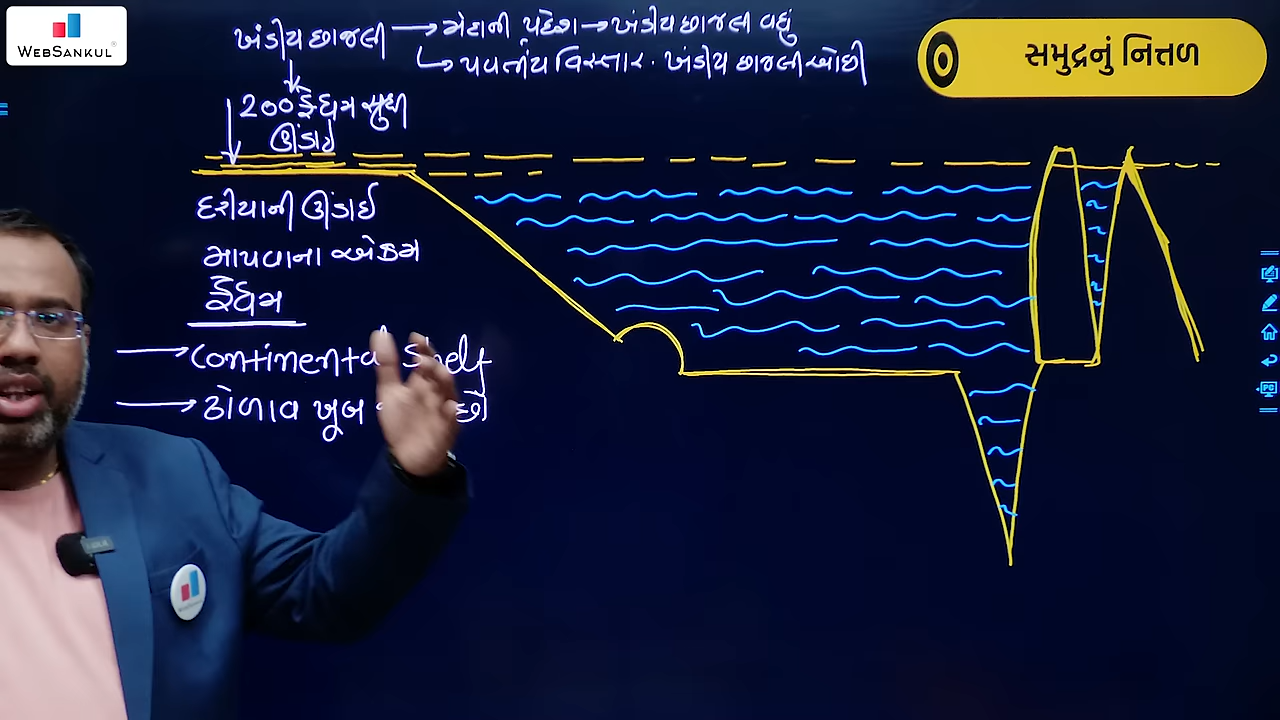 WEBSANKUL
ખંડીય છાજલી → મેદાની પદેશ → ખંડીય છાજલી વધું
↳ પર્વતીય વિસ્તાર. ખંડીય છાજલી ઓછી
સમુદ્રનું નિત્તળ
200 ફેધમ સુધી
ઊંડાઇ
દરીયાની ઊંડાઇ
માપવાના એકમ
ફેધમ
→ Continental Shelf
→ ઢોળાવ ખૂબ